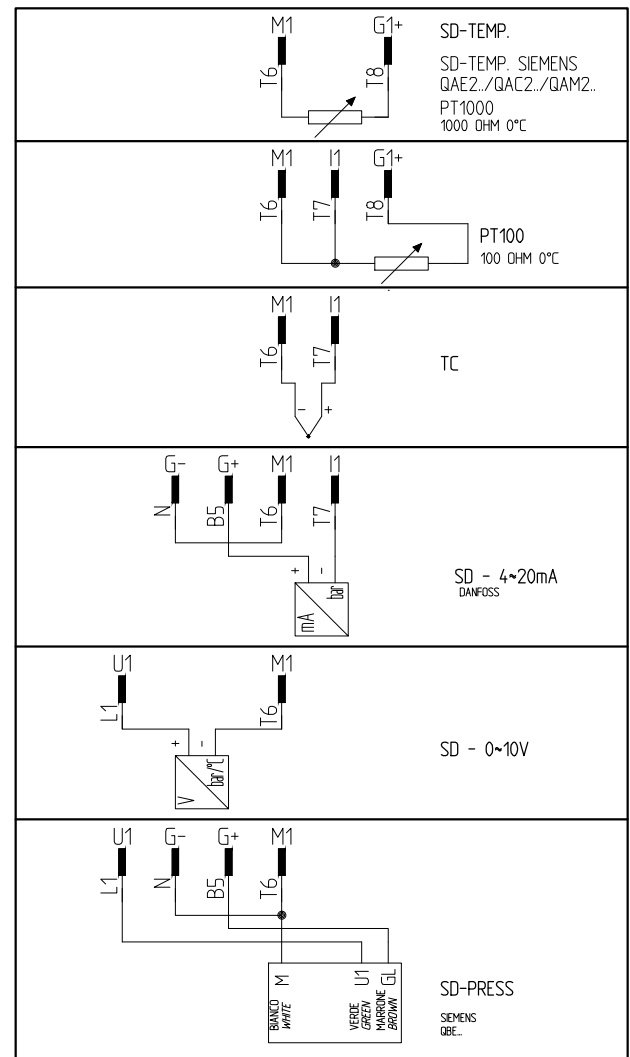 M1 G1+
T6 T8
SD-TEMP.
SD-TEMP. SIEMENS
QAE2../QAC2../QAM2..
PT1000
1000 OHM 0°C
M1 I1 G1+
T6 T7 T8
PT100
100 OHM 0°C
M1 I1
T6 T7
- +
TC
G- G+ M1 I1
N B5 T6 T7
+ -
mA bar
SD - 4~20mA
DANFOSS
U1 M1
L1 T6
+ -
V bar/°C
SD - 0~10V
U1 G- G+ M1
L1 N B5 T6
M U1 GL
BIANCO VERDE MARRONE
WHITE GREEN BROWN
SD-PRESS
SIEMENS
QBE...